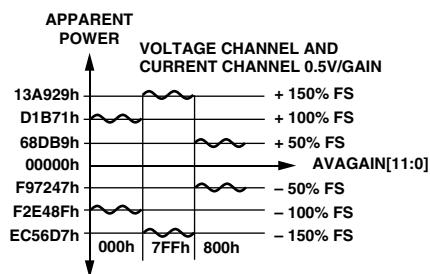 APPARENT
POWER
VOLTAGE CHANNEL AND
CURRENT CHANNEL 0.5V/GAIN
13A929h + 150% FS
D1B71h + 100% FS
68DB9h + 50% FS
00000h AVAGAIN[11:0]
F97247h – 50% FS
F2E48Fh – 100% FS
EC56D7h – 150% FS
000h 7FFh 800h